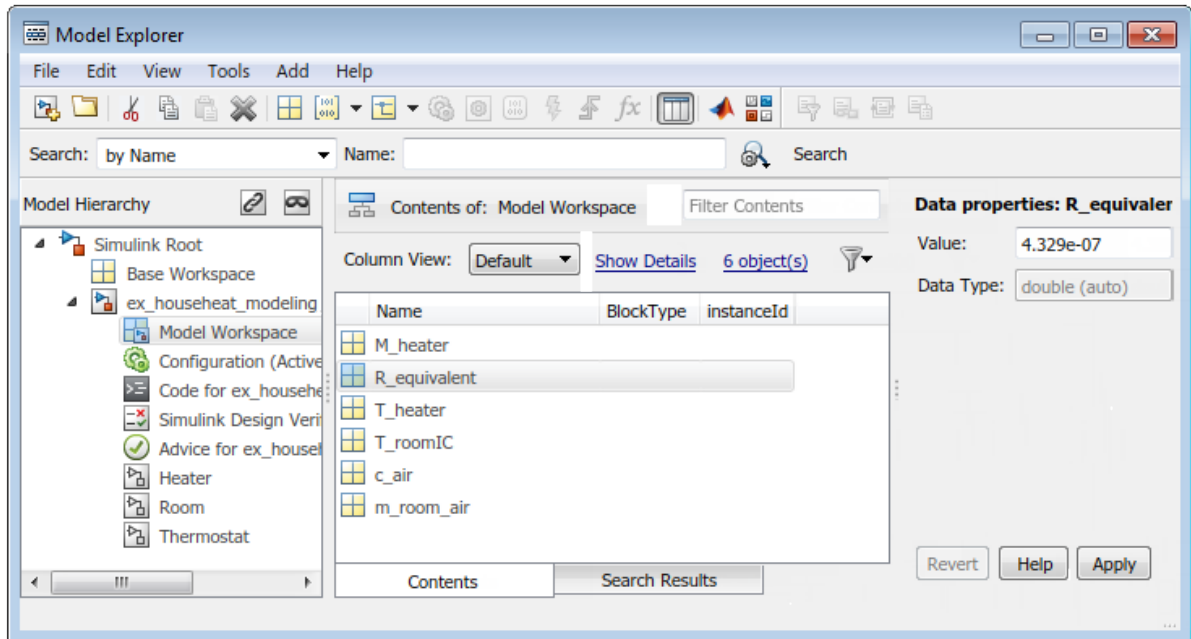 Model Explorer
File Edit View Tools Add Help
fx
Search: by Name Name: Search
Model Hierarchy
Simulink Root
Base Workspace
ex_househeat_modeling
Model Workspace
Configuration (Active
Code for ex_househe
Simulink Design Veri
Advice for ex_househ
Heater
Room
Thermostat
Contents of: Model Workspace Filter Contents
Column View: Default Show Details 6 object(s)
Name BlockType instanceId
M_heater
R_equivalent
T_heater
T_roomIC
c_air
m_room_air
Contents Search Results
Data properties: R_equivaler
Value: 4.329e-07
Data Type: double (auto)
Revert Help Apply